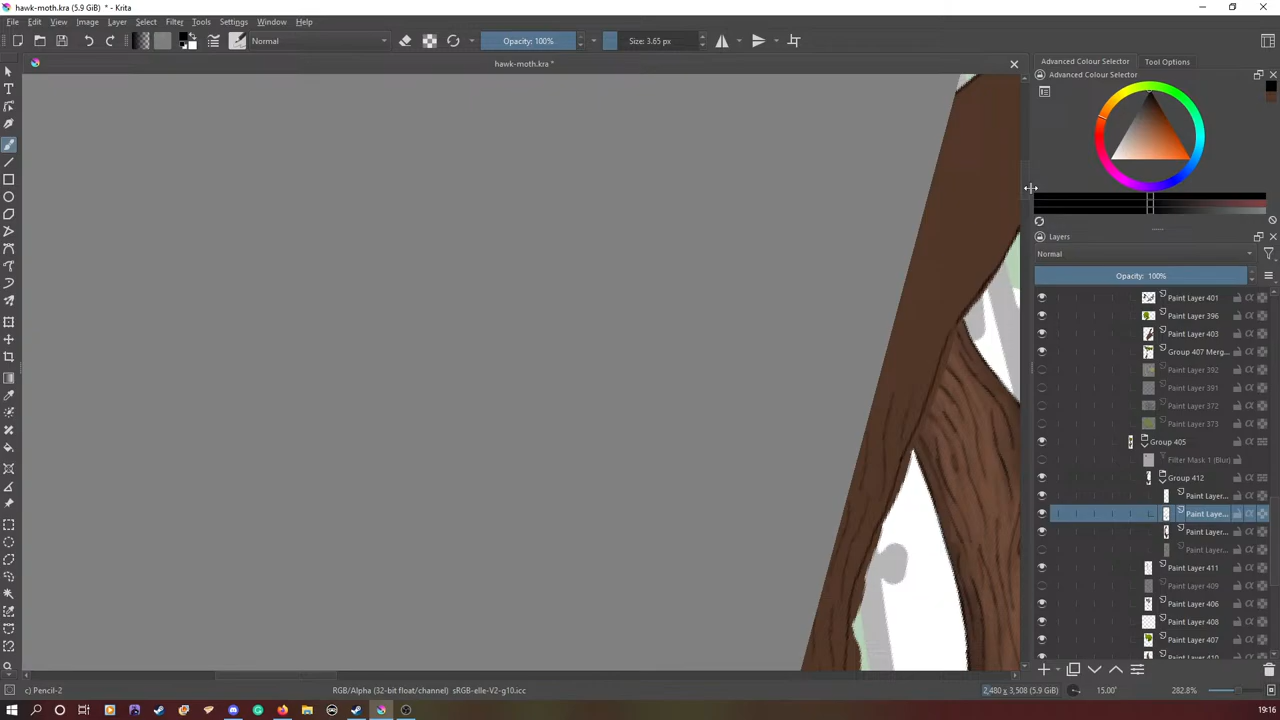 hawk-moth.kra (5.9 GiB) * - Krita
File Edit View Image Layer Select Filter Tools Settings Window Help
Normal Opacity: 100% Size: 3.65 px
hawk-moth.kra *
Advanced Colour Selector Tool Options
Advanced Colour Selector
Layers
Normal
Opacity: 100%
Paint Layer 401
Paint Layer 396
Paint Layer 403
Group 407 Merg...
Paint Layer 392
Paint Layer 391
Paint Layer 372
Paint Layer 373
Group 405
Filter Mask 1 (Blur)
Group 412
Paint Layer...
Paint Laye...
Paint Layer...
Paint Layer...
Paint Layer 411
Paint Layer 409
Paint Layer 406
Paint Layer 408
Paint Layer 407
Paint Layer 410
c) Pencil-2 RGB/Alpha (32-bit float/channel) sRGB-elle-V2-g10.icc 2,480 x 3,508 (5.9 GiB) 15.00° 282.8%
19:16